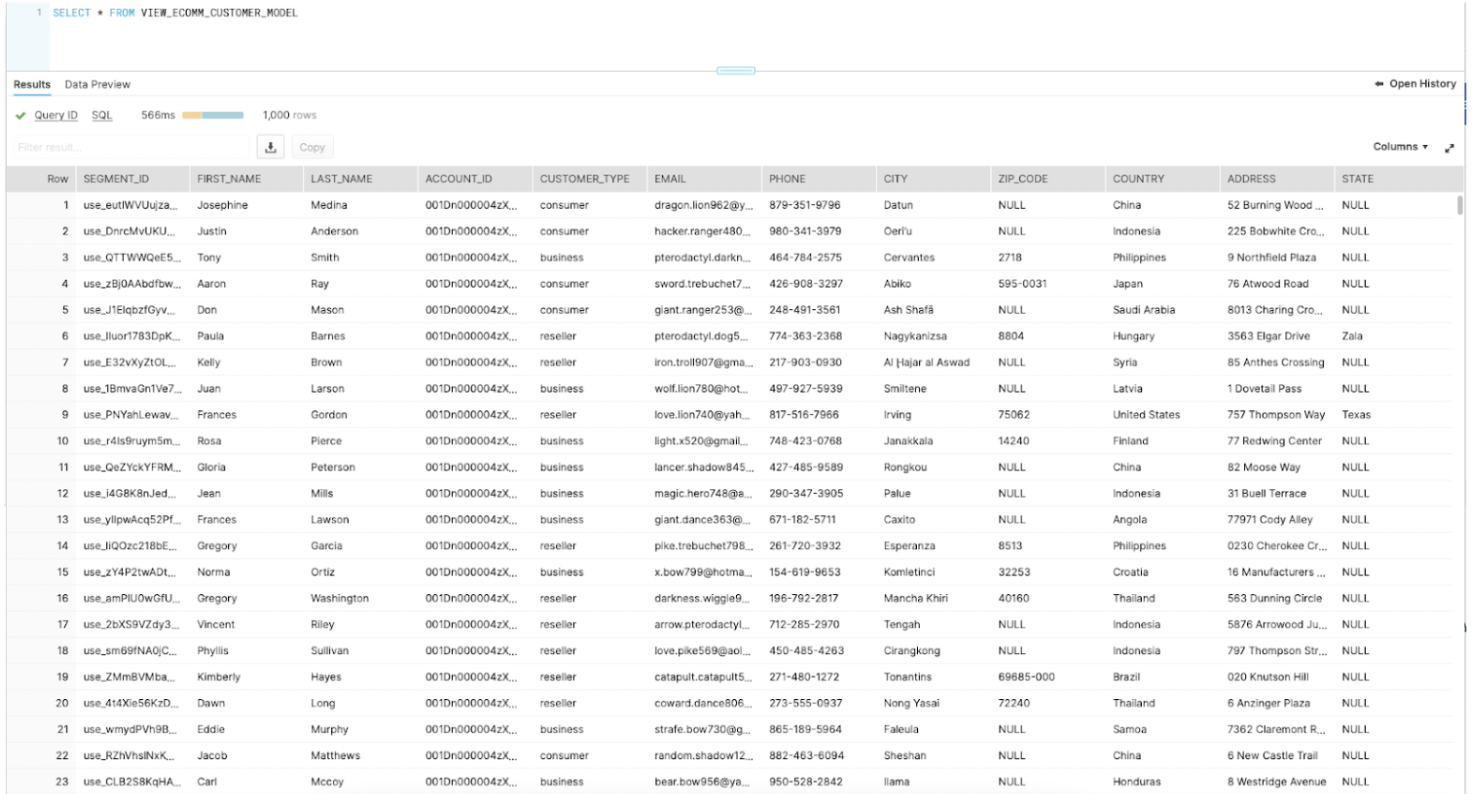 1 SELECT * FROM VIEW_ECOMM_CUSTOMER_MODEL
Results Data Preview Open History
Query ID SQL 566ms 1,000 rows
Filter result... Copy Columns
Row SEGMENT_ID FIRST_NAME LAST_NAME ACCOUNT_ID CUSTOMER_TYPE EMAIL PHONE CITY ZIP_CODE COUNTRY ADDRESS STATE
1 use_eutlWVUujza... Josephine Medina 001Dn000004zX... consumer dragon.lion962@y... 879-351-9796 Datun NULL China 52 Burning Wood ... NULL
2 use_DnrcMvUKU... Justin Anderson 001Dn000004zX... consumer hacker.ranger480... 980-341-3979 Oeri'u NULL Indonesia 225 Bobwhite Cro... NULL
3 use_QTTWWQeE5... Tony Smith 001Dn000004zX... business pterodactyl.darkn... 464-784-2575 Cervantes 2718 Philippines 9 Northfield Plaza NULL
4 use_zBj0AAbdfbw... Aaron Ray 001Dn000004zX... consumer sword.trebuchet7... 426-908-3297 Abiko 595-0031 Japan 76 Atwood Road NULL
5 use_J1ElqbzfGyv... Don Mason 001Dn000004zX... consumer giant.ranger253@... 248-491-3561 Ash Shafā NULL Saudi Arabia 8013 Charing Cro... NULL
6 use_lluor1783DpK... Paula Barnes 001Dn000004zX... reseller pterodactyl.dog5... 774-363-2368 Nagykanizsa 8804 Hungary 3563 Elgar Drive Zala
7 use_E32vXyZtOL... Kelly Brown 001Dn000004zX... reseller iron.troll907@gma... 217-903-0930 Al Ḩajar al Aswad NULL Syria 85 Anthes Crossing NULL
8 use_1BmvaGn1Ve7... Juan Larson 001Dn000004zX... business wolf.lion780@hot... 497-927-5939 Smiltene NULL Latvia 1 Dovetail Pass NULL
9 use_PNYahLewav... Frances Gordon 001Dn000004zX... reseller love.lion740@yah... 817-516-7966 Irving 75062 United States 757 Thompson Way Texas
10 use_r4ls9ruym5m... Rosa Pierce 001Dn000004zX... business light.x520@gmail... 748-423-0768 Janakkala 14240 Finland 77 Redwing Center NULL
11 use_QeZYckYFRM... Gloria Peterson 001Dn000004zX... business lancer.shadow845... 427-485-9589 Rongkou NULL China 82 Moose Way NULL
12 use_i4G8K8nJed... Jean Mills 001Dn000004zX... business magic.hero748@a... 290-347-3905 Palue NULL Indonesia 31 Buell Terrace NULL
13 use_yllpwAcq52Pf... Frances Lawson 001Dn000004zX... business giant.dance363@... 671-182-5711 Caxito NULL Angola 77971 Cody Alley NULL
14 use_liQOzc218bE... Gregory Garcia 001Dn000004zX... reseller pike.trebuchet798... 261-720-3932 Esperanza 8513 Philippines 0230 Cherokee Cr... NULL
15 use_zY4P2twADt... Norma Ortiz 001Dn000004zX... business x.bow799@hotma... 154-619-9653 Komletinci 32253 Croatia 16 Manufacturers ... NULL
16 use_amPlU0wGfU... Gregory Washington 001Dn000004zX... reseller darkness.wiggle9... 196-792-2817 Mancha Khiri 40160 Thailand 563 Dunning Circle NULL
17 use_2bXS9VZdy3... Vincent Riley 001Dn000004zX... reseller arrow.pterodactyl... 712-285-2970 Tengah NULL Indonesia 5876 Arrowood Ju... NULL
18 use_sm69fNA0jC... Phyllis Sullivan 001Dn000004zX... reseller love.pike569@aol... 450-485-4263 Cirangkong NULL Indonesia 797 Thompson Str... NULL
19 use_ZMmBVMba... Kimberly Hayes 001Dn000004zX... reseller catapult.catapult5... 271-480-1272 Tonantins 69685-000 Brazil 020 Knutson Hill NULL
20 use_4t4Xie56KzD... Dawn Long 001Dn000004zX... reseller coward.dance806... 273-555-0937 Nong Yasai 72240 Thailand 6 Anzinger Plaza NULL
21 use_wmydPVh9B... Eddie Murphy 001Dn000004zX... business strafe.bow730@g... 865-189-5964 Faleula NULL Samoa 7362 Claremont R... NULL
22 use_RZhVhslNxK... Jacob Matthews 001Dn000004zX... consumer random.shadow12... 882-463-6094 Sheshan NULL China 6 New Castle Trail NULL
23 use_CLB2S8KqHA... Carl Mccoy 001Dn000004zX... business bear.bow956@ya... 950-528-2842 Ilama NULL Honduras 8 Westridge Avenue NULL